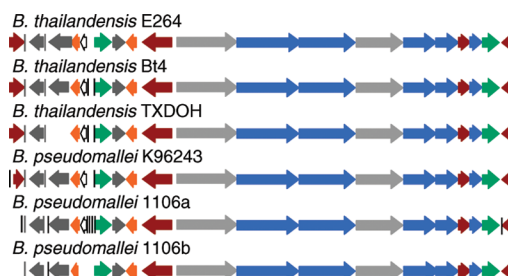 B. thailandensis E264
B. thailandensis Bt4
B. thailandensis TXDOH
B. pseudomallei K96243
B. pseudomallei 1106a
B. pseudomallei 1106b